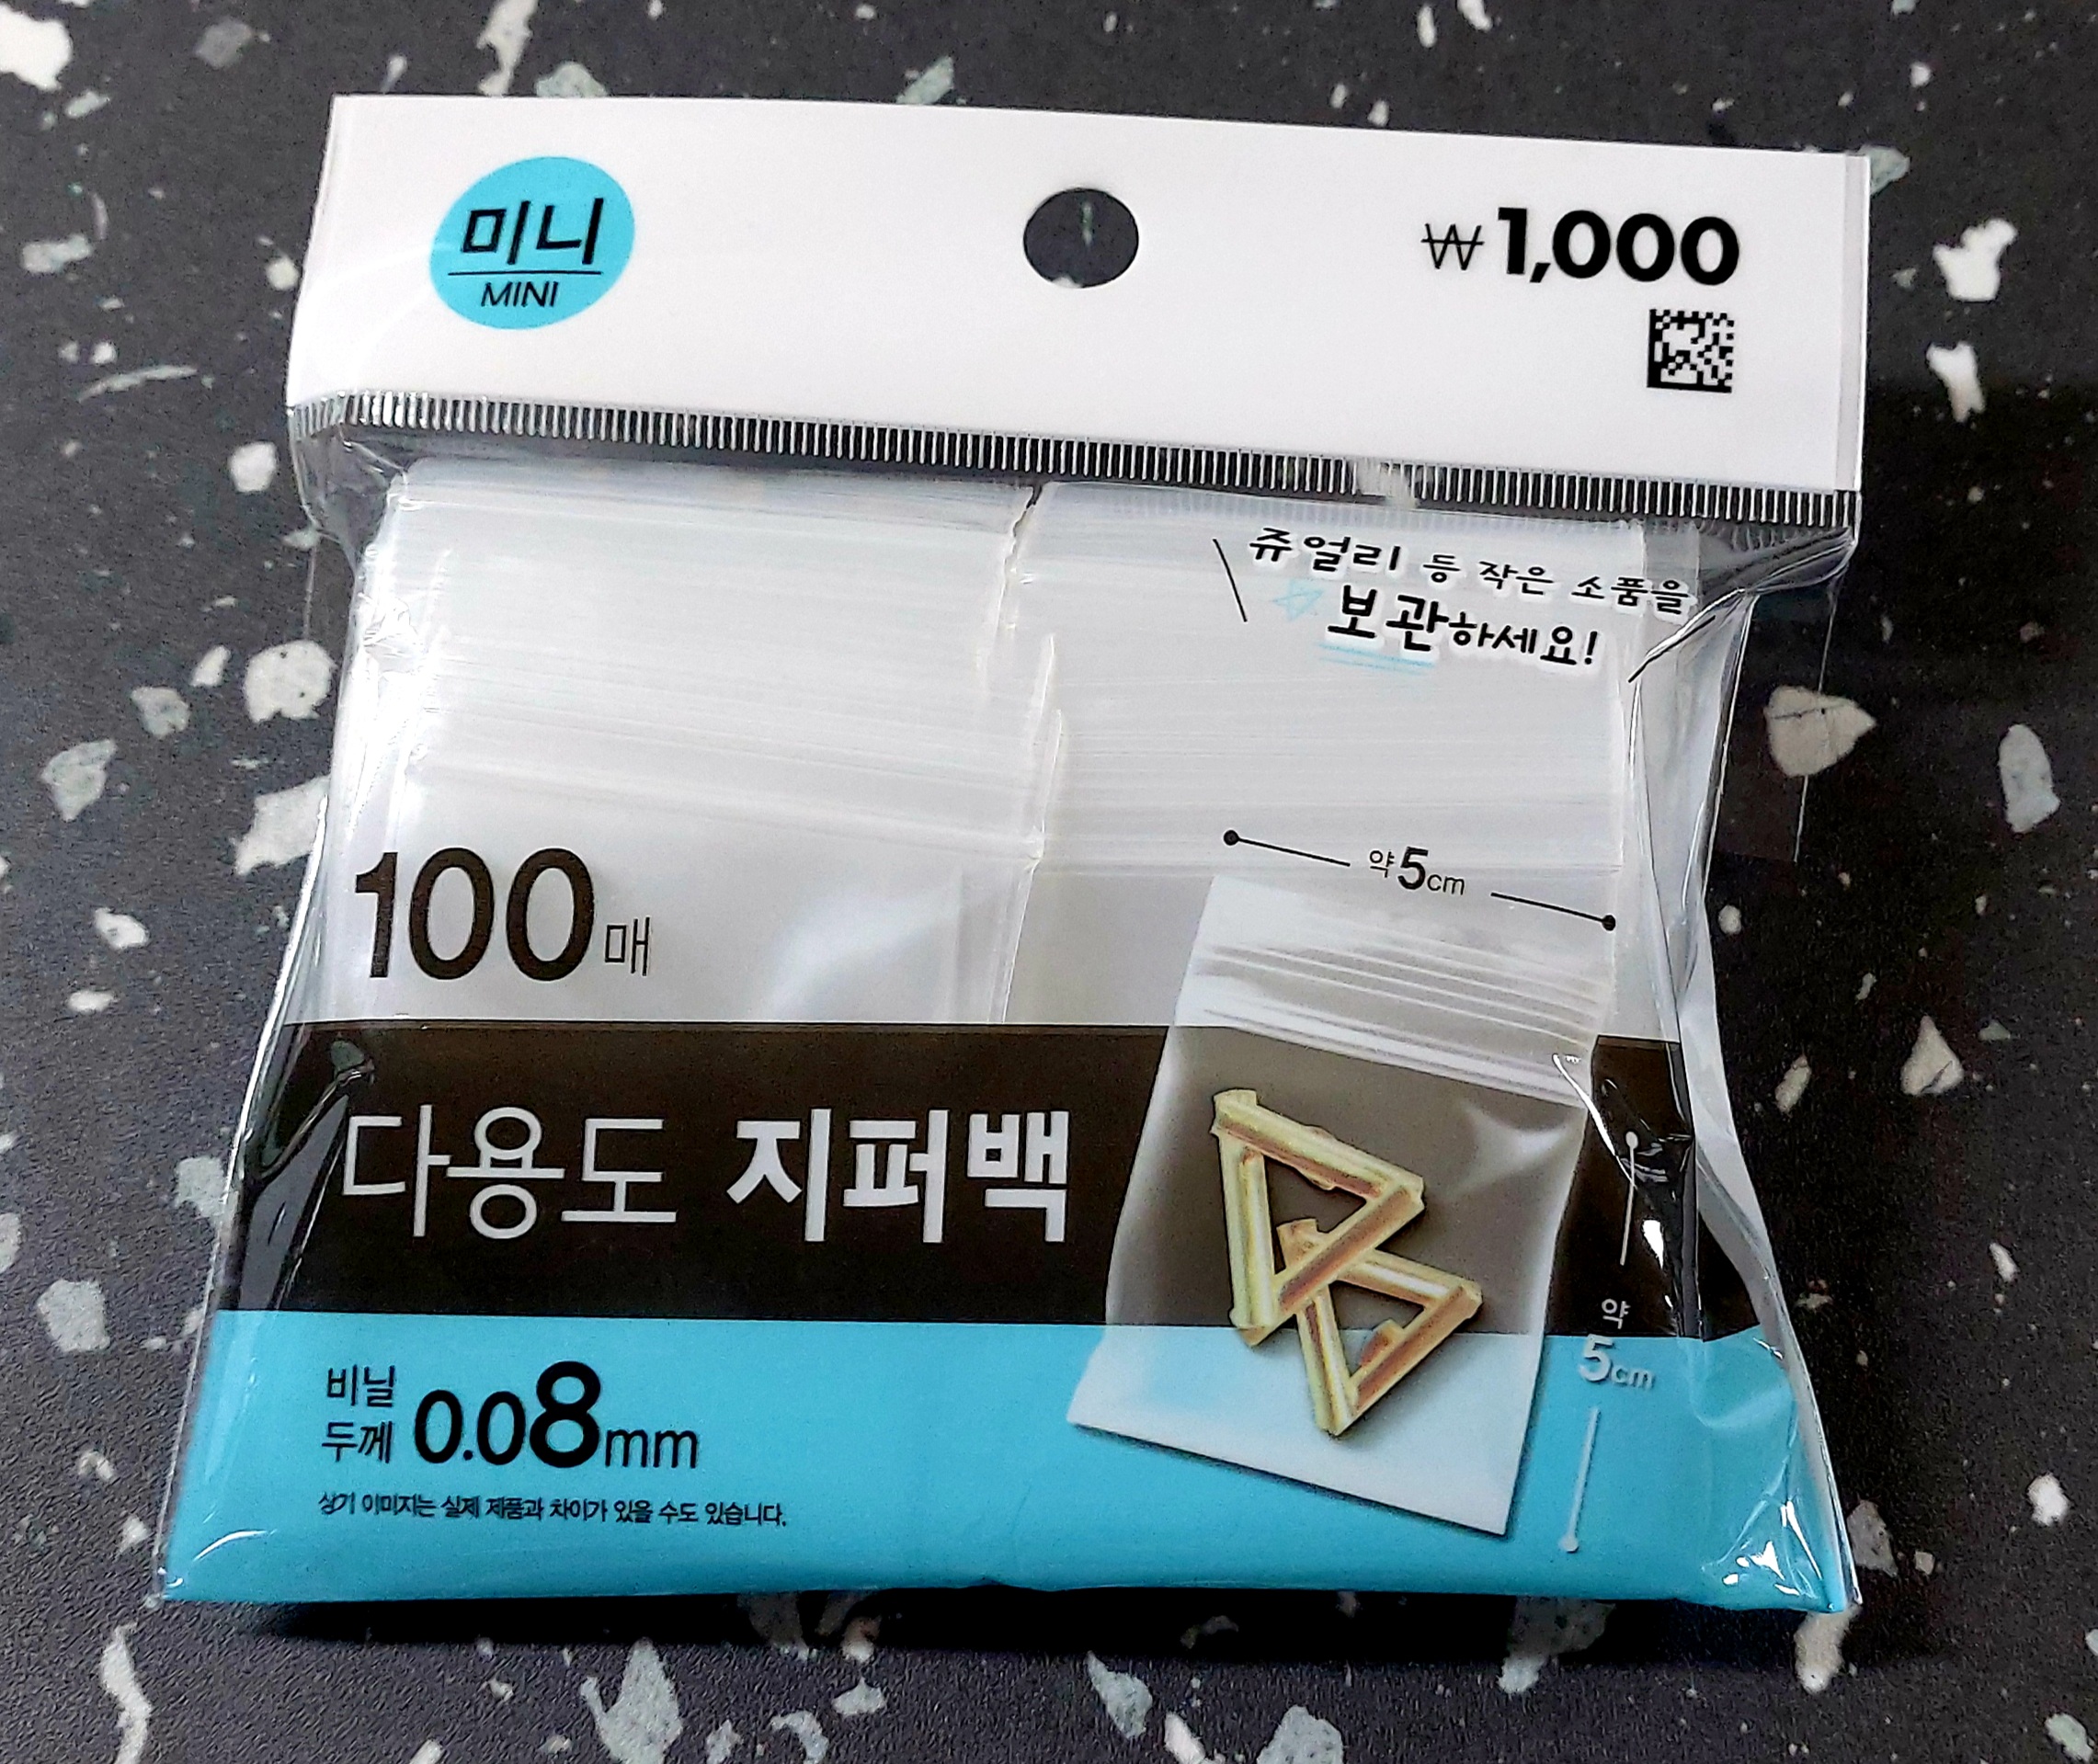 미니
MINI
₩1,000
쥬얼리 등 작은 소품을
보관하세요!
약5cm
100매
다용도 지퍼백
약
5cm
비닐
두께 0.08mm
상기 이미지는 실제 제품과 차이가 있을 수도 있습니다.